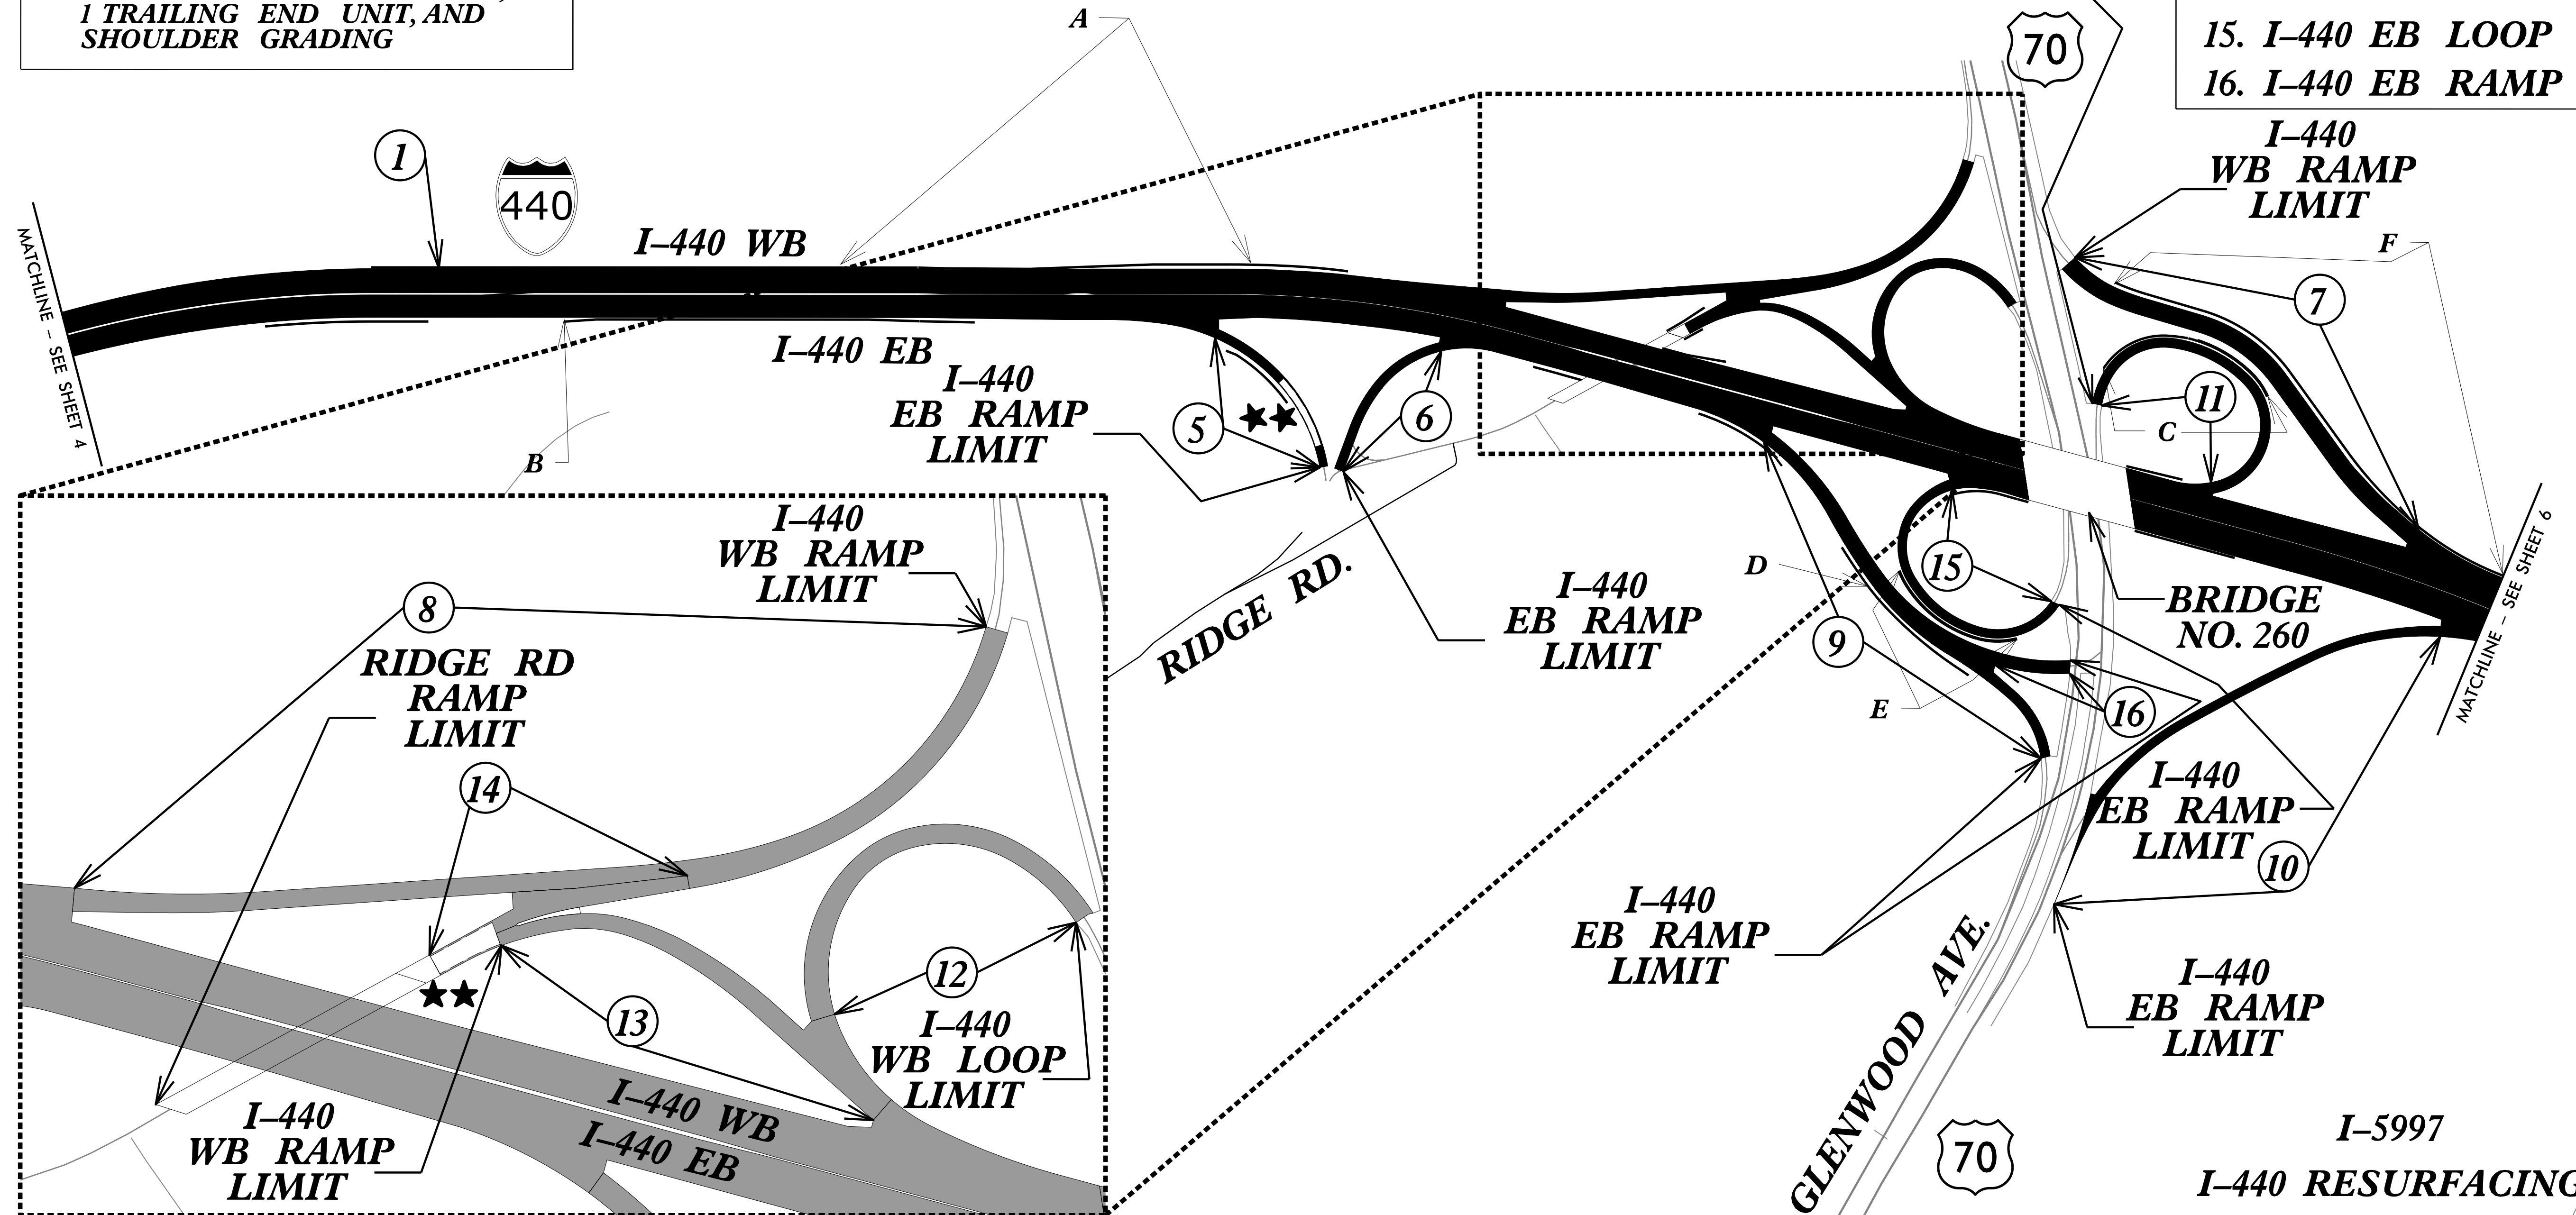 1 TRAILING END UNIT, AND
SHOULDER GRADING
A
70
15. I-440 EB LOOP
16. I-440 EB RAMP
1
440
I-440 WB
I-440 EB
MATCHLINE - SEE SHEET 4
B
I-440
EB RAMP
LIMIT
5
★★
6
I-440
WB RAMP
LIMIT
F
7
11
C
MATCHLINE - SEE SHEET 6
RIDGE RD.
I-440
EB RAMP
LIMIT
D
15
9
E
16
BRIDGE
NO. 260
I-440
EB RAMP
LIMIT
10
I-440
EB RAMP
LIMIT
I-440
EB RAMP
LIMIT
GLENWOOD AVE.
70
I-5997
I-440 RESURFACING
I-440
WB RAMP
LIMIT
8
RIDGE RD
RAMP
LIMIT
14
★★
13
12
I-440
WB LOOP
LIMIT
I-440 WB
I-440 EB
I-440
WB RAMP
LIMIT